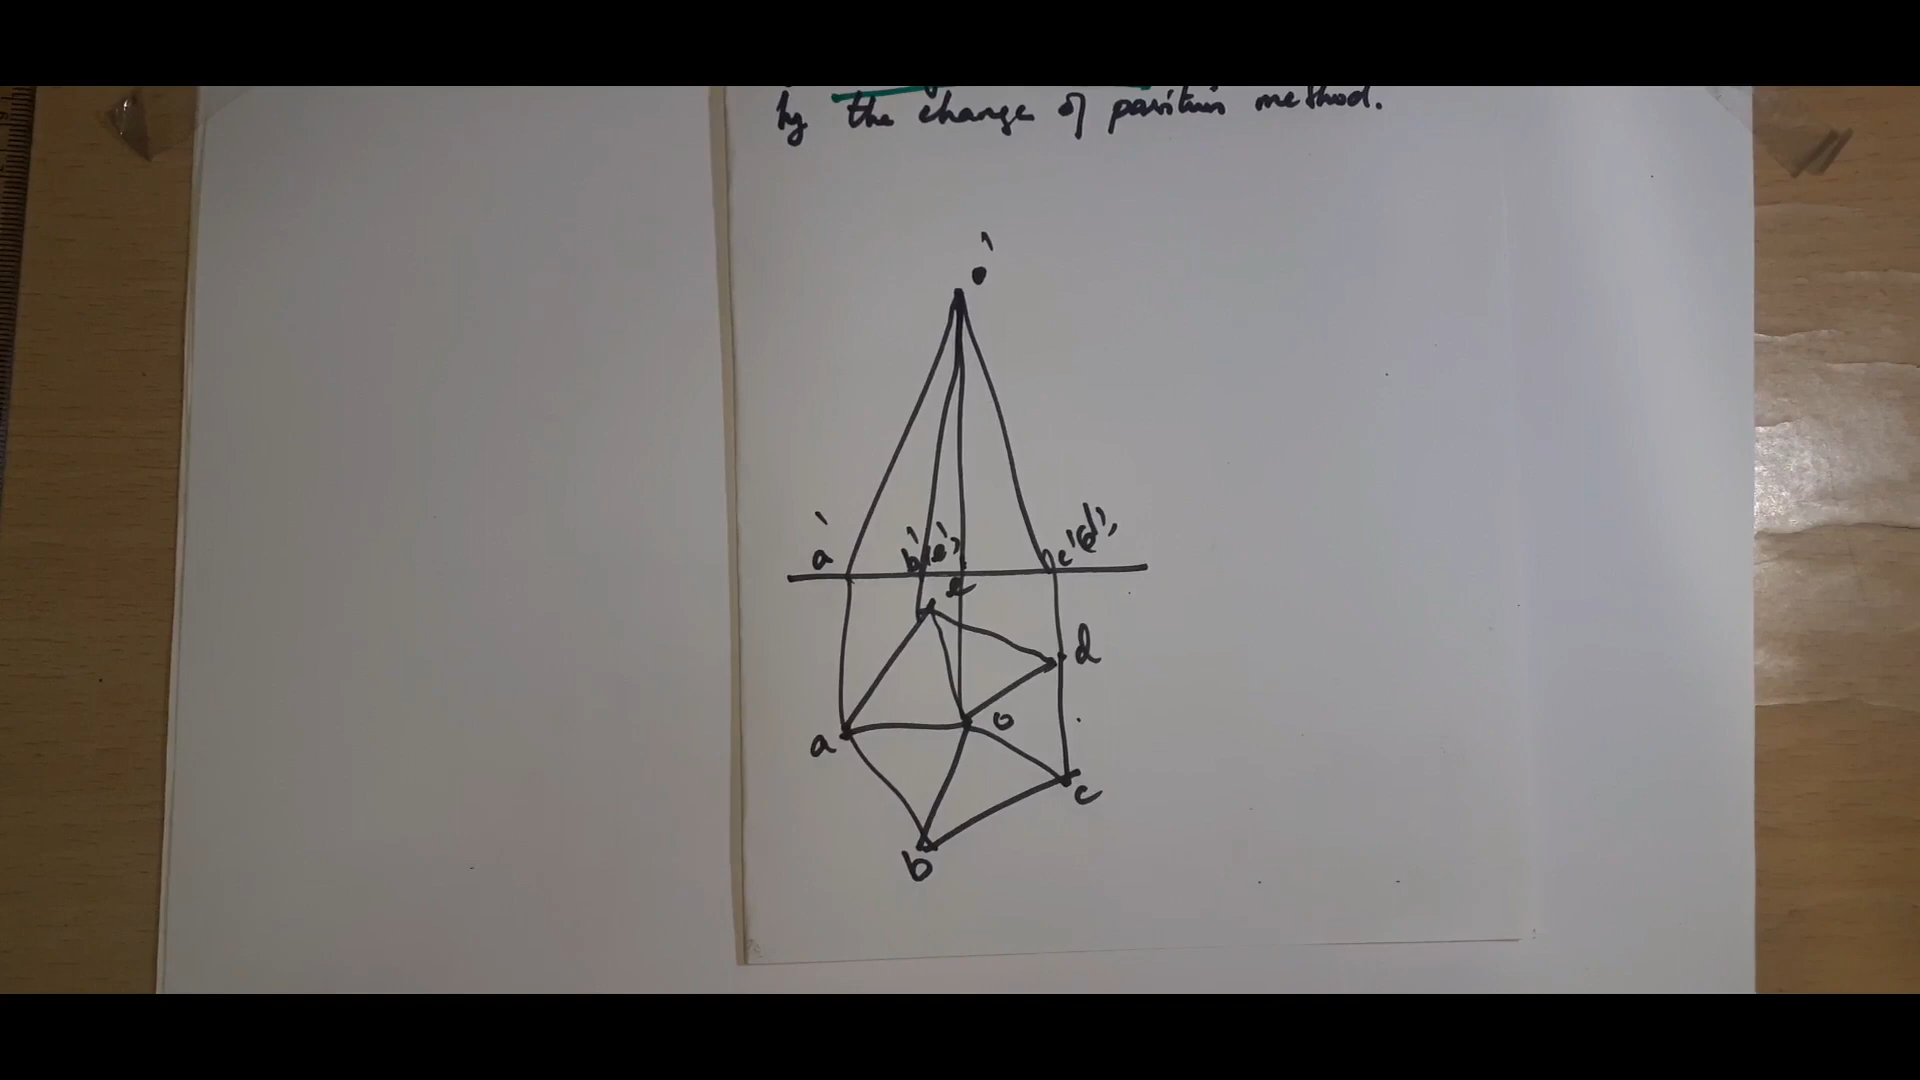 by the change of position method.
o'
a' b'(e') c'(d')
e
d
o
a
c
b